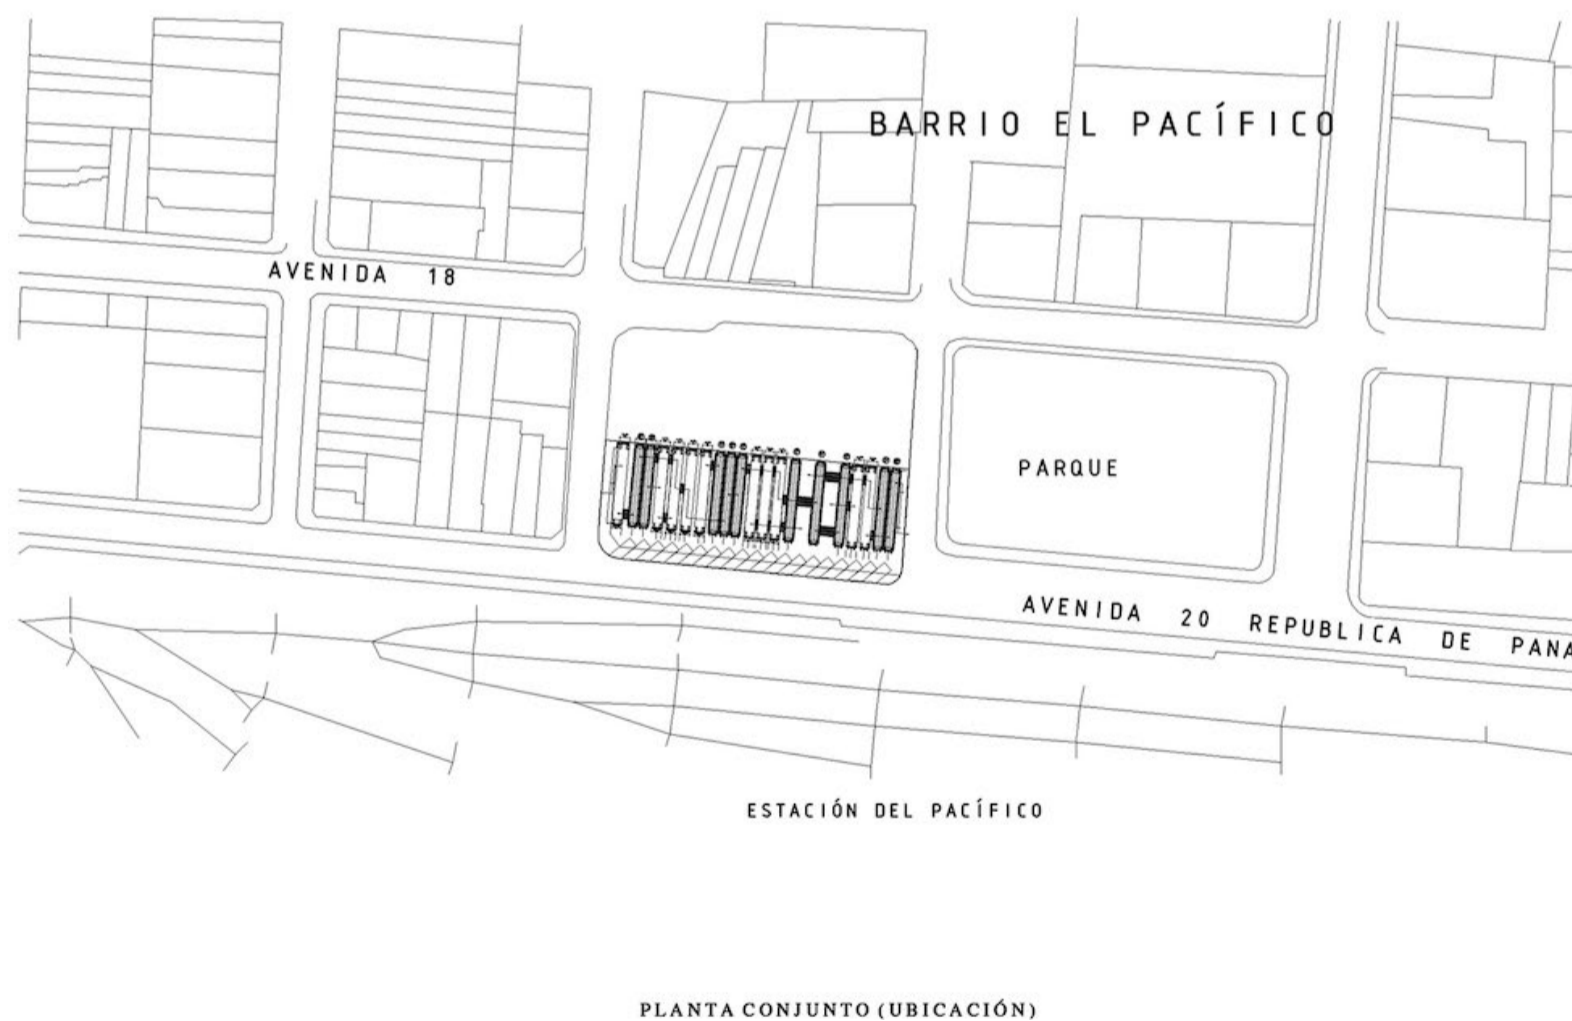 BARRIO EL PACÍFICO
AVENIDA 18
PARQUE
AVENIDA 20 REPUBLICA DE PANA
ESTACIÓN DEL PACÍFICO
PLANTA CONJUNTO (UBICACIÓN)